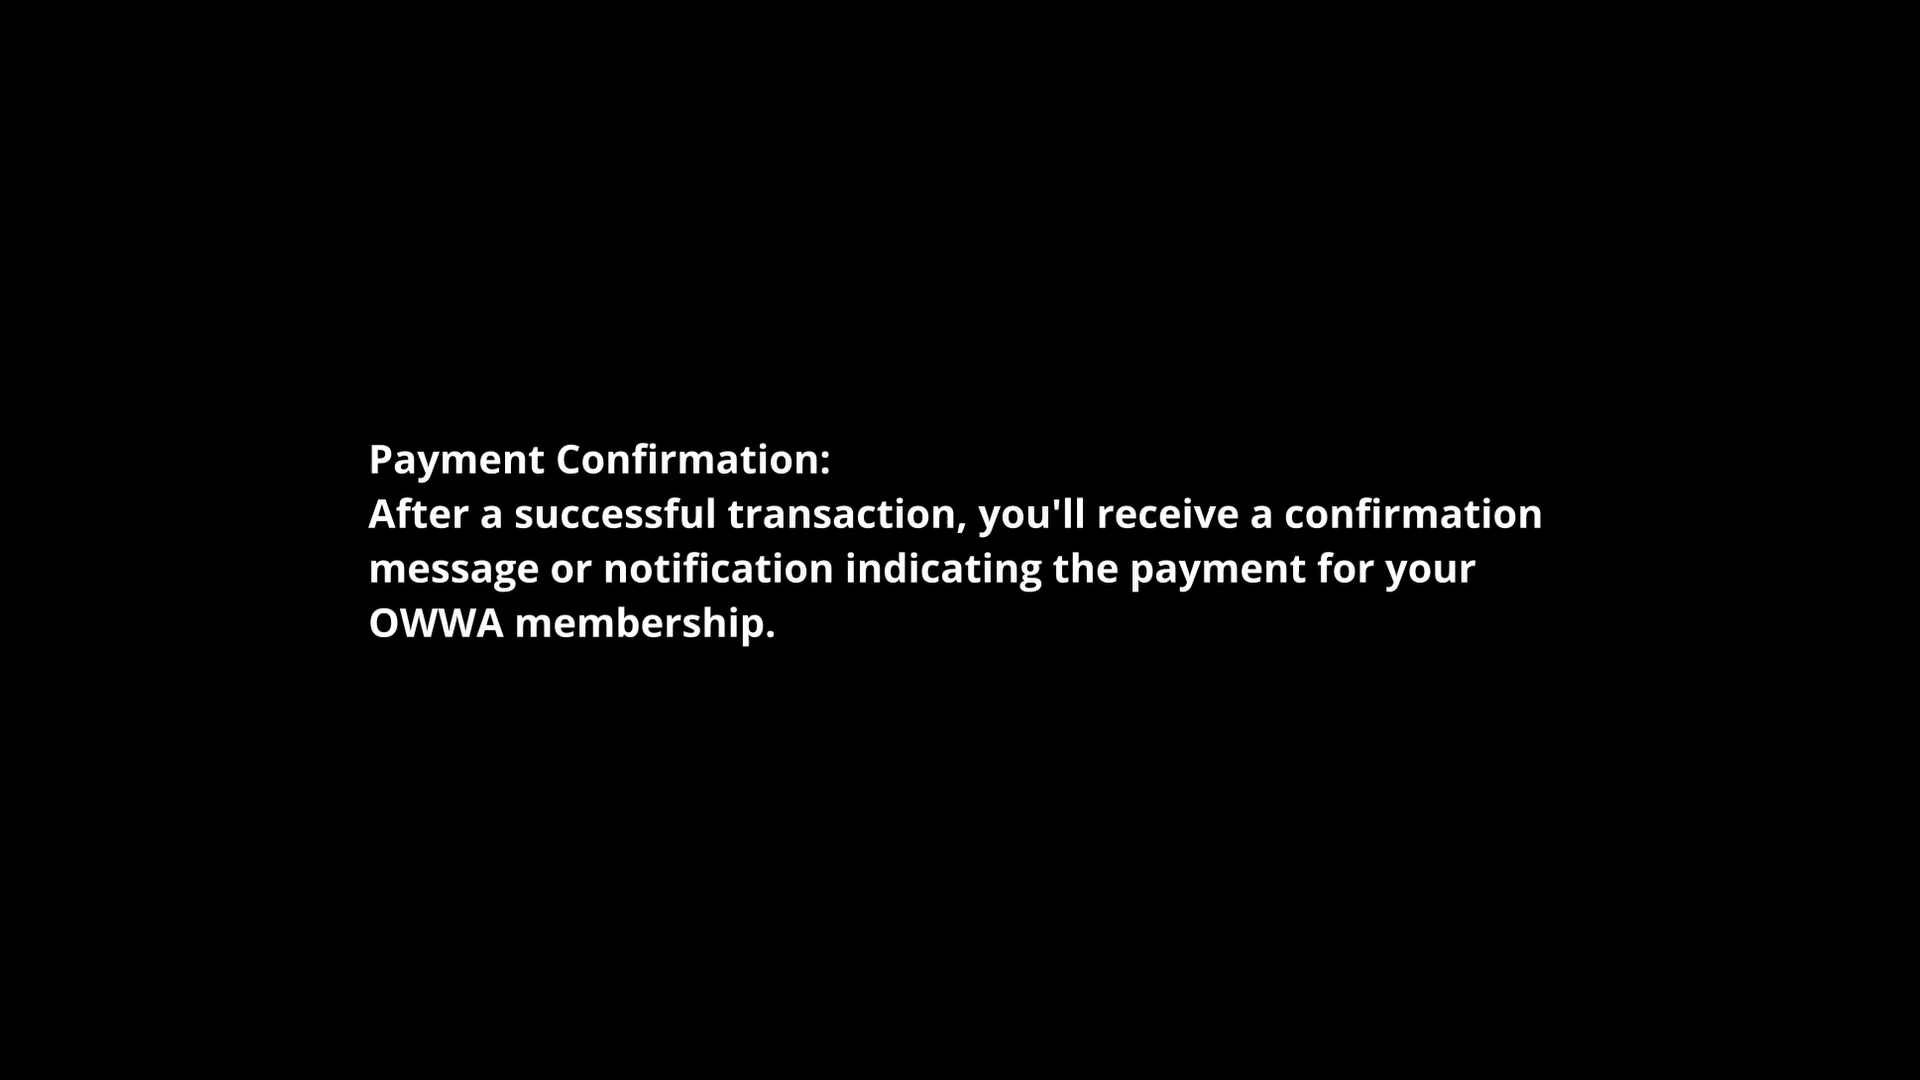 Payment Confirmation:
After a successful transaction, you'll receive a confirmation
message or notification indicating the payment for your
OWWA membership.